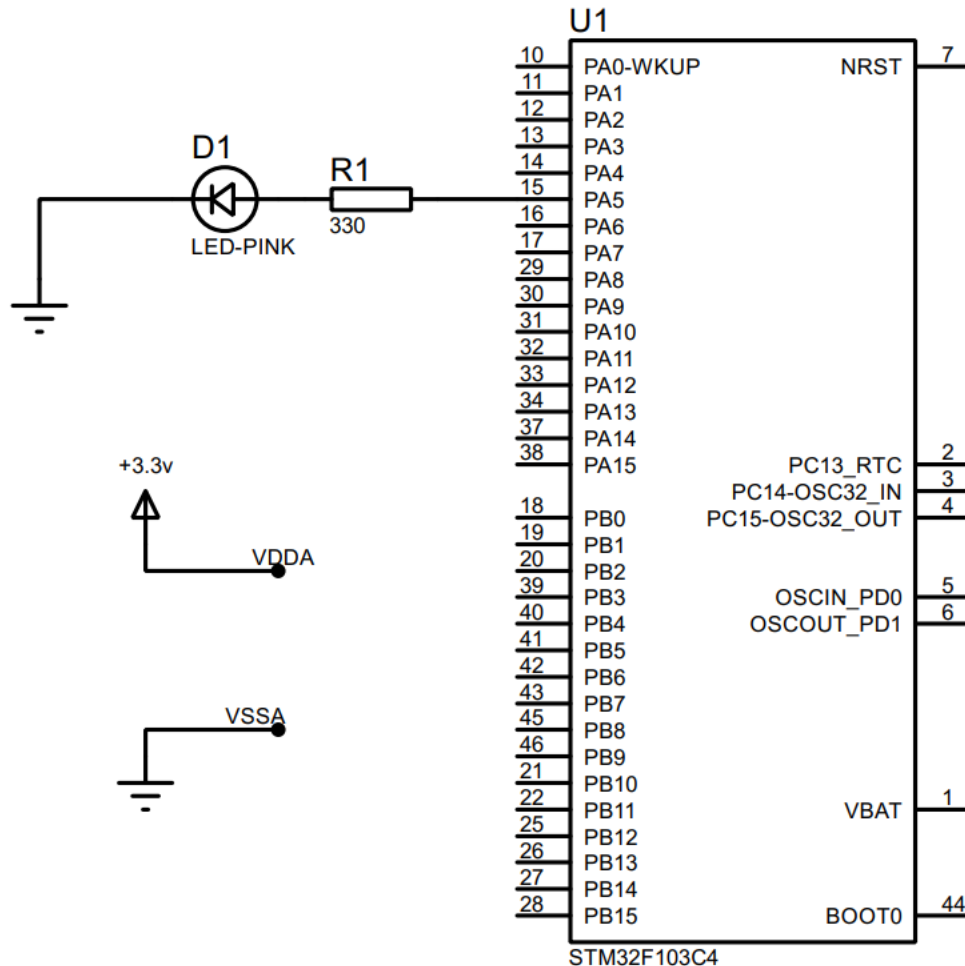 U1
10 PA0-WKUP NRST 7
11 PA1
12 PA2
13 PA3
14 PA4
15 PA5
16 PA6
17 PA7
29 PA8
30 PA9
31 PA10
32 PA11
33 PA12
34 PA13
37 PA14
38 PA15 PC13_RTC 2
PC14-OSC32_IN 3
18 PB0 PC15-OSC32_OUT 4
19 PB1
20 PB2
39 PB3 OSCIN_PD0 5
40 PB4 OSCOUT_PD1 6
41 PB5
42 PB6
43 PB7
45 PB8
46 PB9
21 PB10
22 PB11 VBAT 1
25 PB12
26 PB13
27 PB14
28 PB15 BOOT0 44
STM32F103C4
D1
LED-PINK
R1
330
+3.3v
VDDA
VSSA